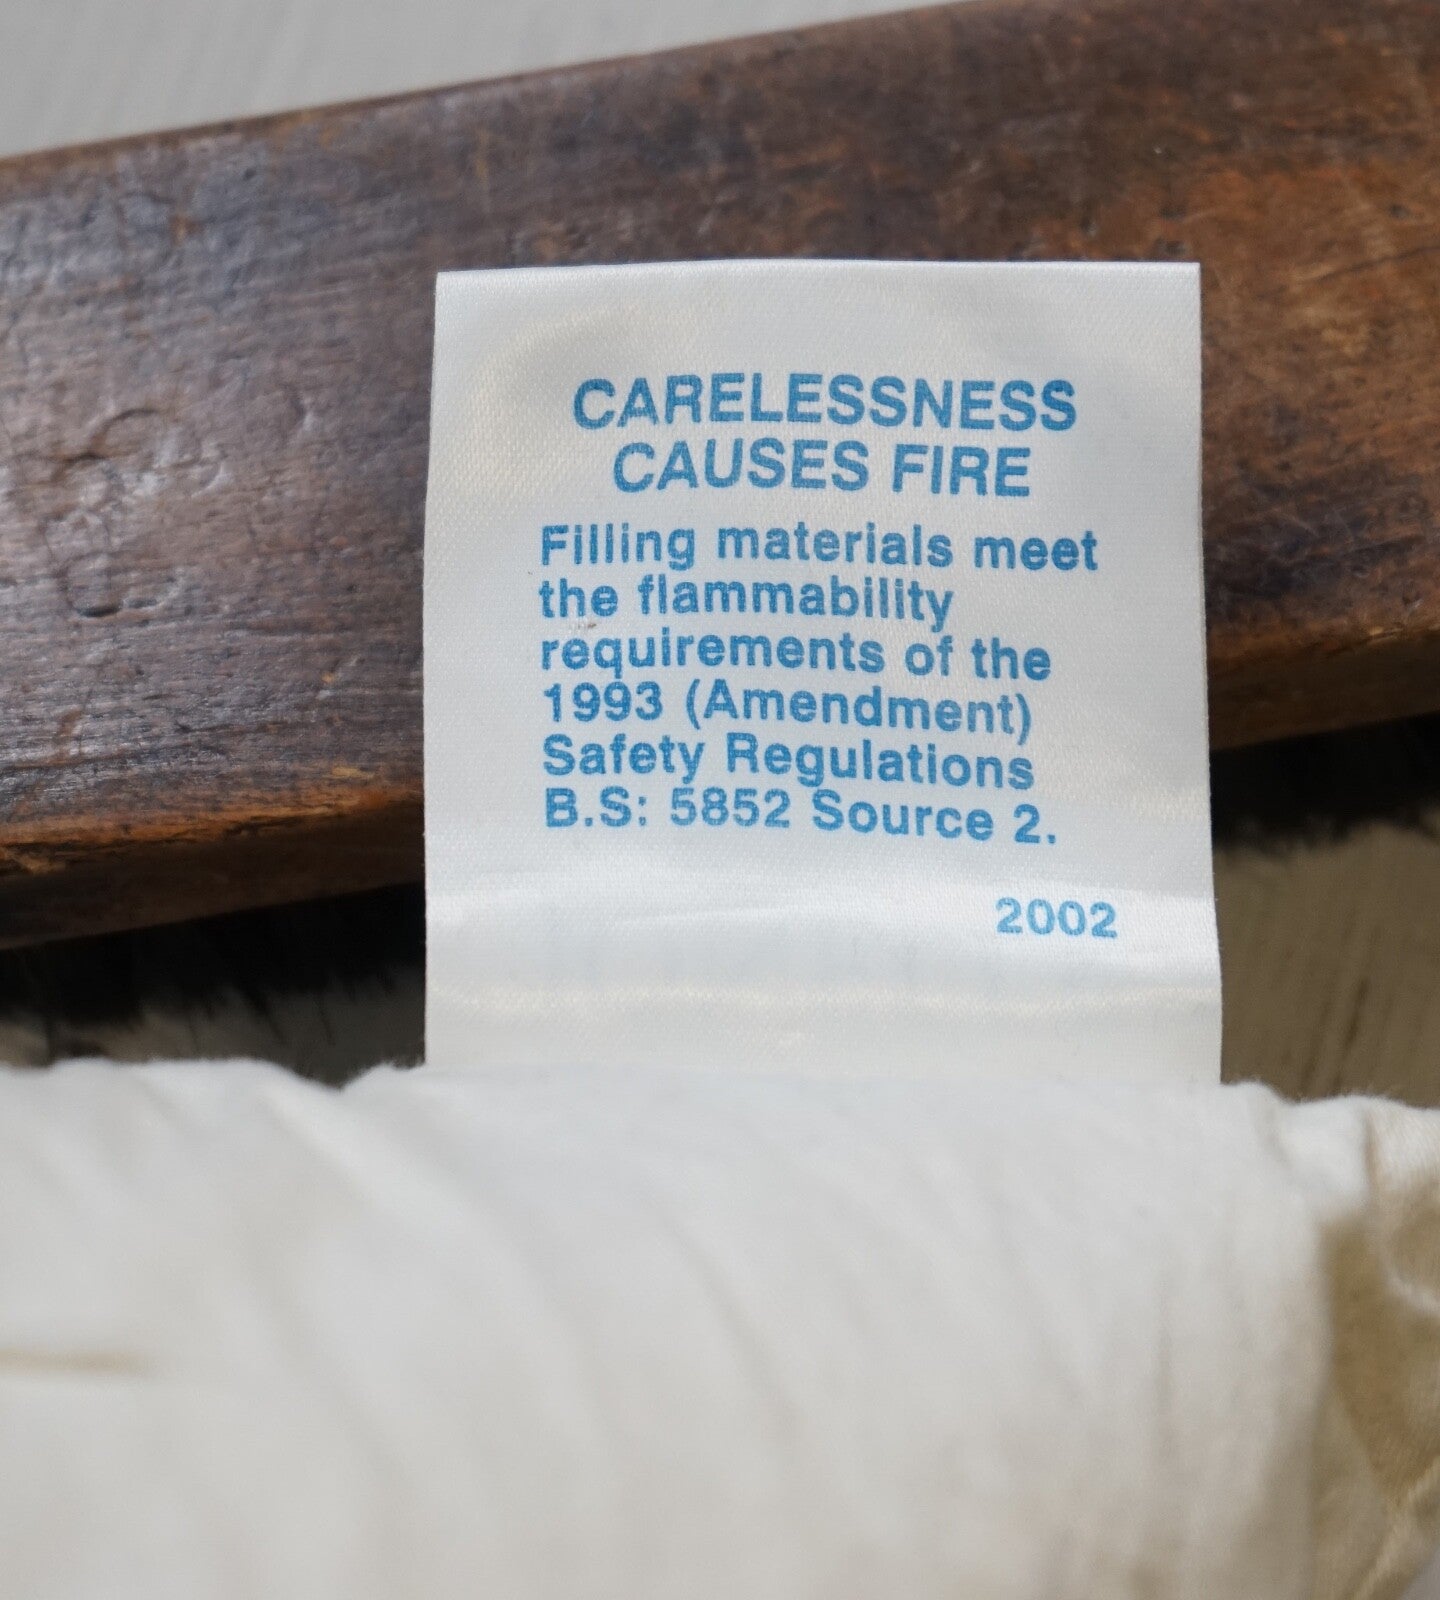 CARELESSNESS
CAUSES FIRE
Filling materials meet
the flammability
requirements of the
1993 (Amendment)
Safety Regulations
B.S: 5852 Source 2.
2002